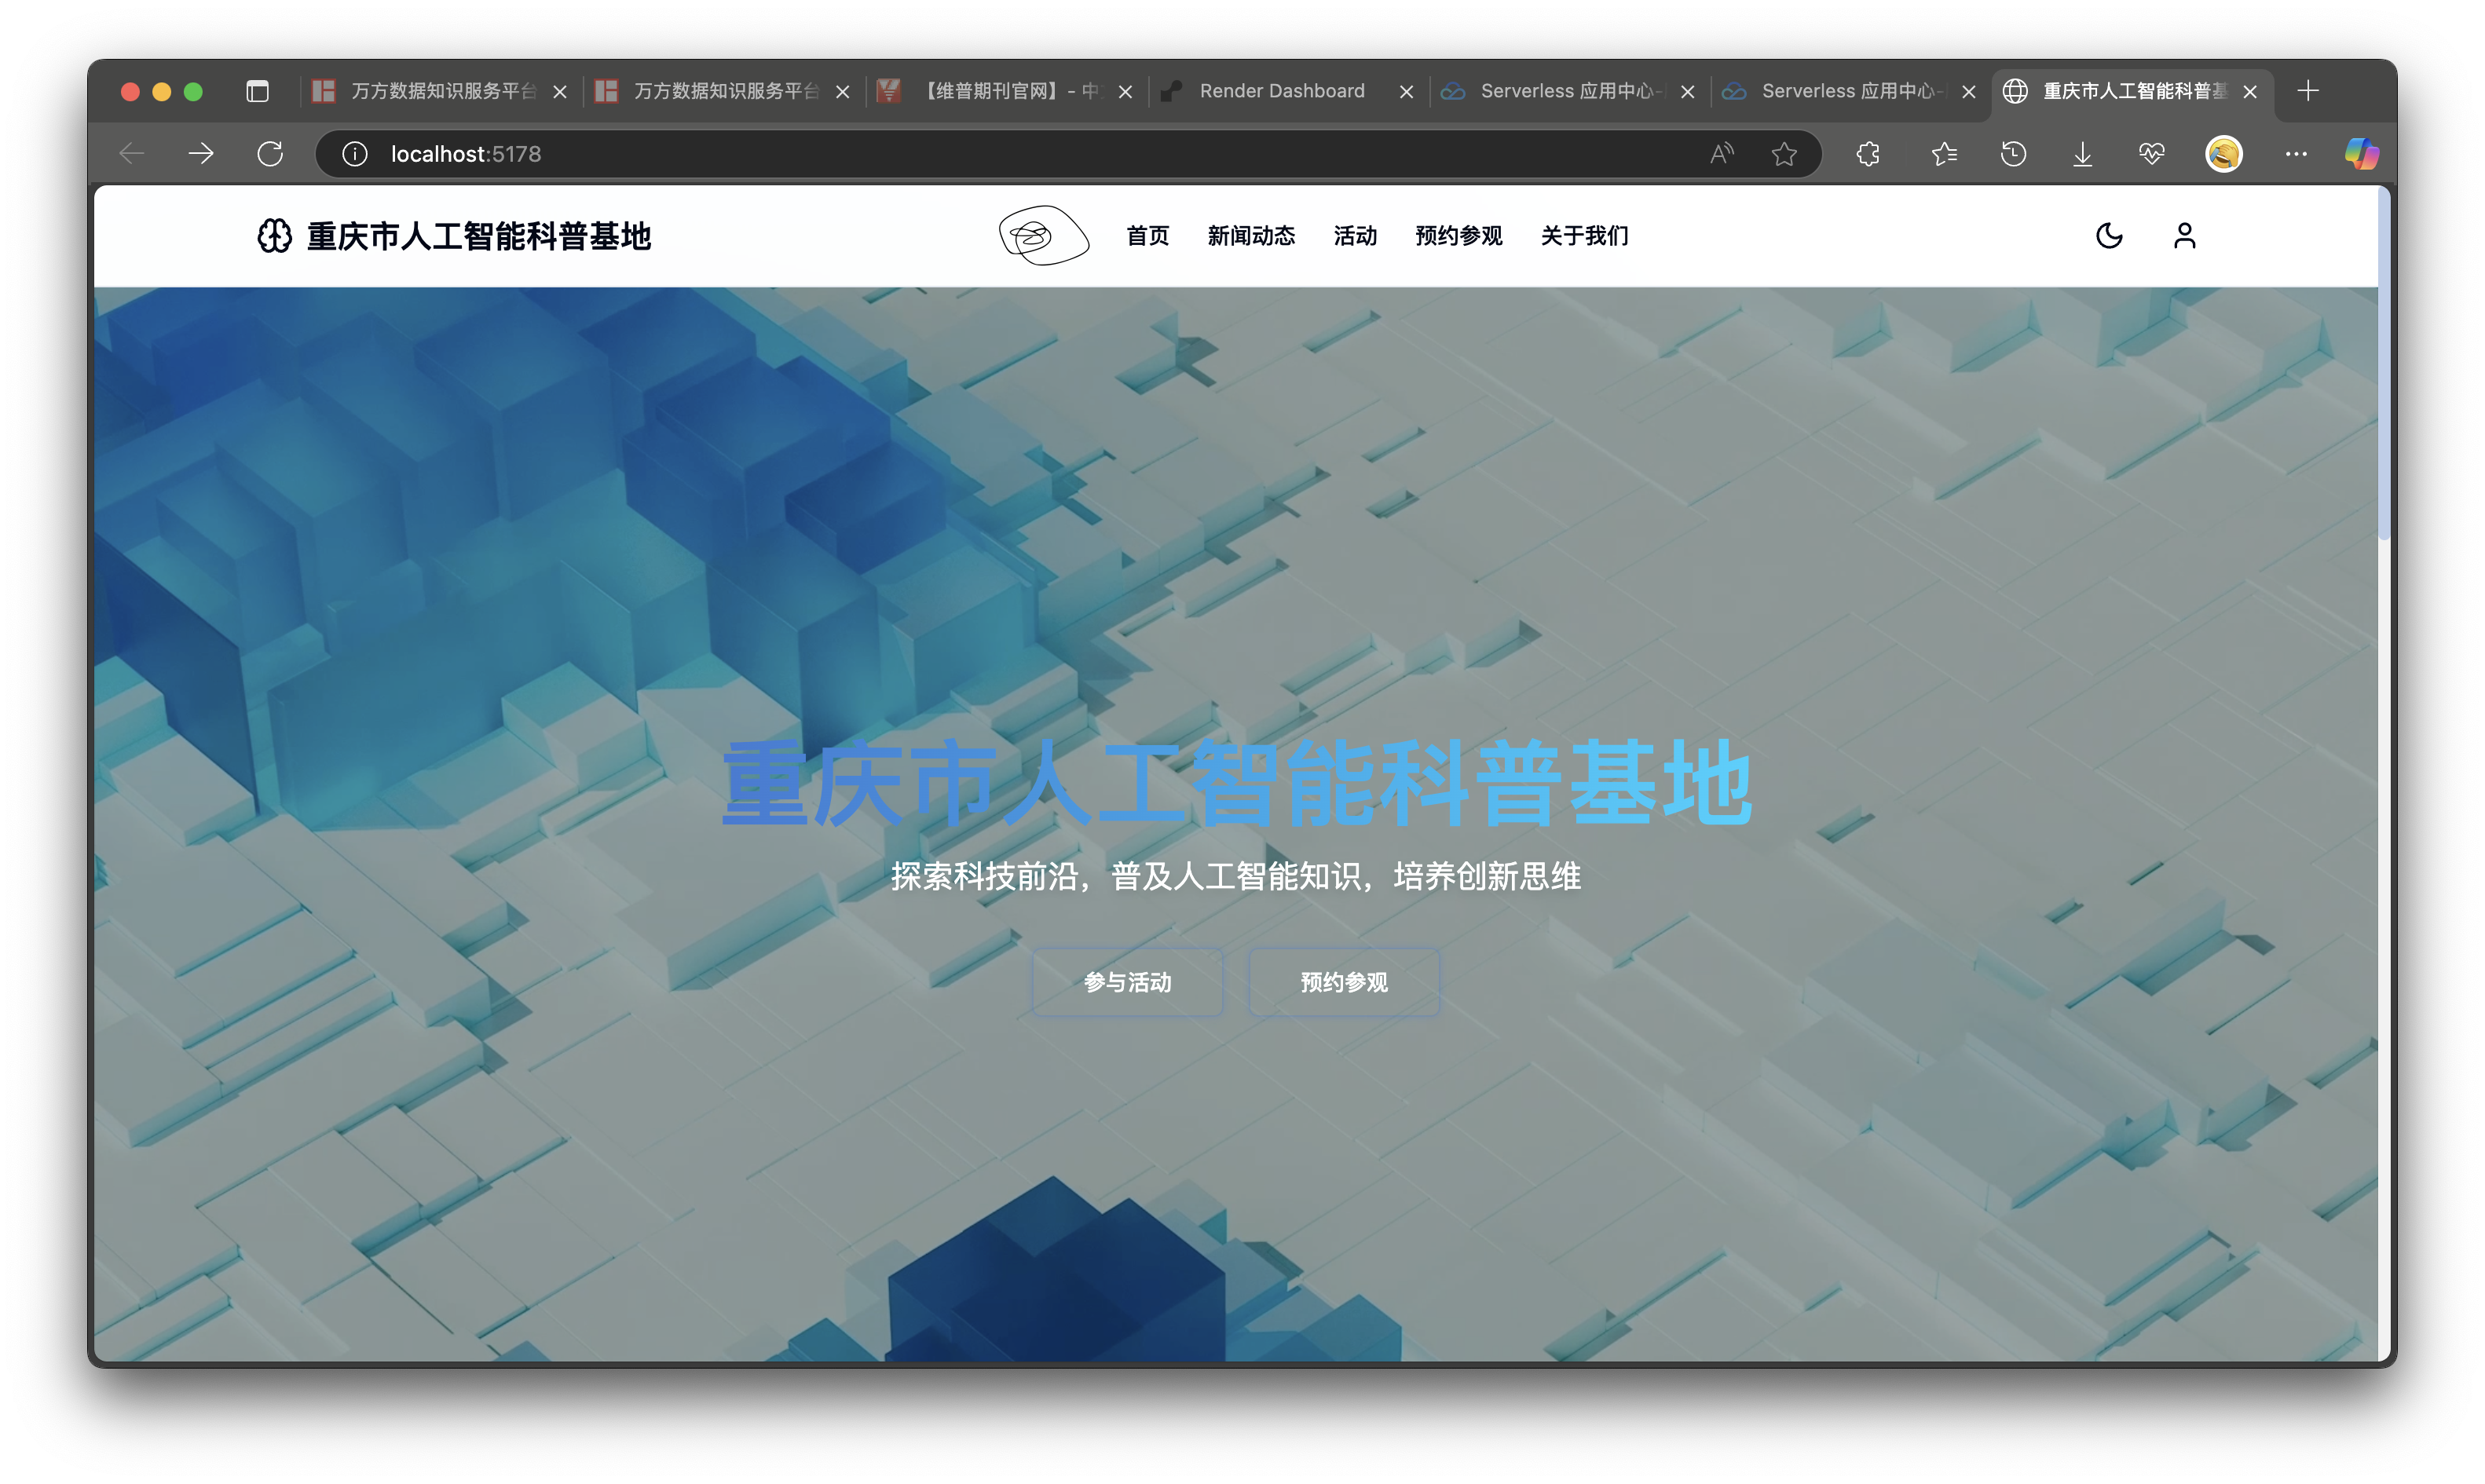 万方数据知识服务平台
万方数据知识服务平台
【维普期刊官网】- 中
Render Dashboard
Serverless 应用中心-
Serverless 应用中心-
重庆市人工智能科普基
localhost:5178
重庆市人工智能科普基地
首页 新闻动态 活动 预约参观 关于我们
重庆市人工智能科普基地
探索科技前沿，普及人工智能知识，培养创新思维
参与活动 预约参观